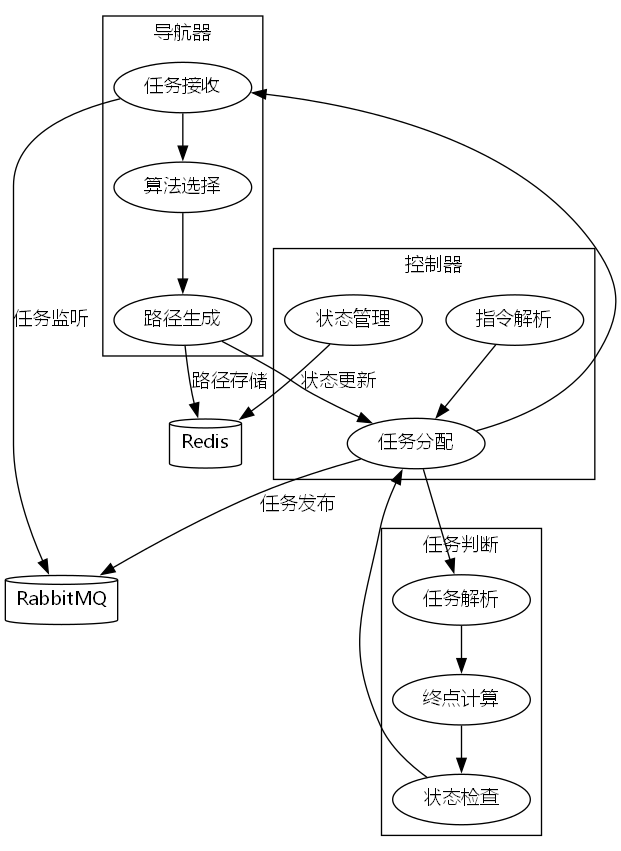 导航器
任务接收
算法选择
控制器
任务监听
路径生成
状态管理
指令解析
路径存储
状态更新
Redis
任务分配
任务发布
任务判断
RabbitMQ
任务解析
终点计算
状态检查